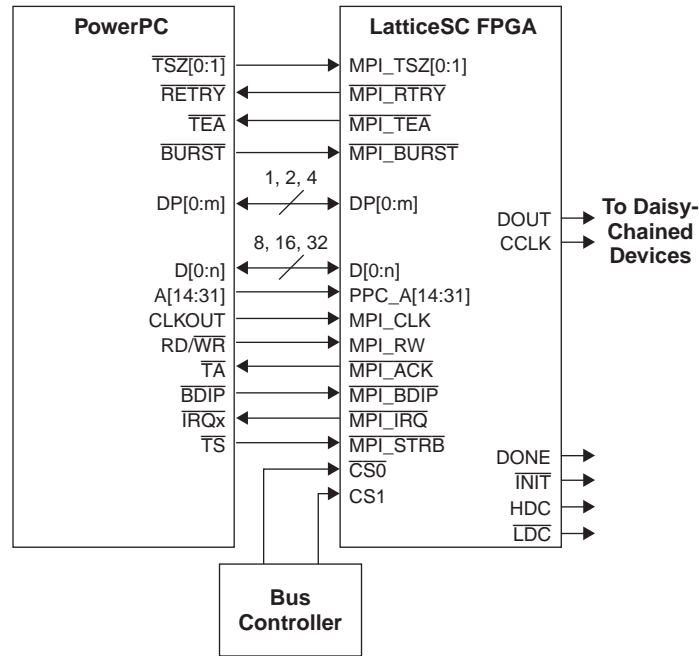 PowerPC
LatticeSC FPGA
TSZ[0:1]
MPI_TSZ[0:1]
RETRY
MPI_RTRY
TEA
MPI_TEA
BURST
MPI_BURST
1, 2, 4
DP[0:m]
DP[0:m]
8, 16, 32
D[0:n]
D[0:n]
A[14:31]
PPC_A[14:31]
CLKOUT
MPI_CLK
RD/WR
MPI_RW
TA
MPI_ACK
BDIP
MPI_BDIP
IRQx
MPI_IRQ
TS
MPI_STRB
CS0
CS1
DOUT
CCLK
To Daisy-
Chained
Devices
DONE
INIT
HDC
LDC
Bus
Controller